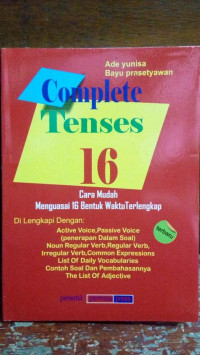 Ade yunisa
Bayu prasetyawan
Complete
Tenses
16
Cara Mudah
Menguasai 16 Bentuk WaktuTerlengkap
Di Lengkapi Dengan:
Active Voice,Passive Voice
(penerapan Dalam Soal)
Noun Regular Verb,Regular Verb,
Irregular Verb,Common Expressions
List Of Daily Vocabularies
Contoh Soal Dan Pembahasannya
The List Of Adjective
terbaru
penerbit